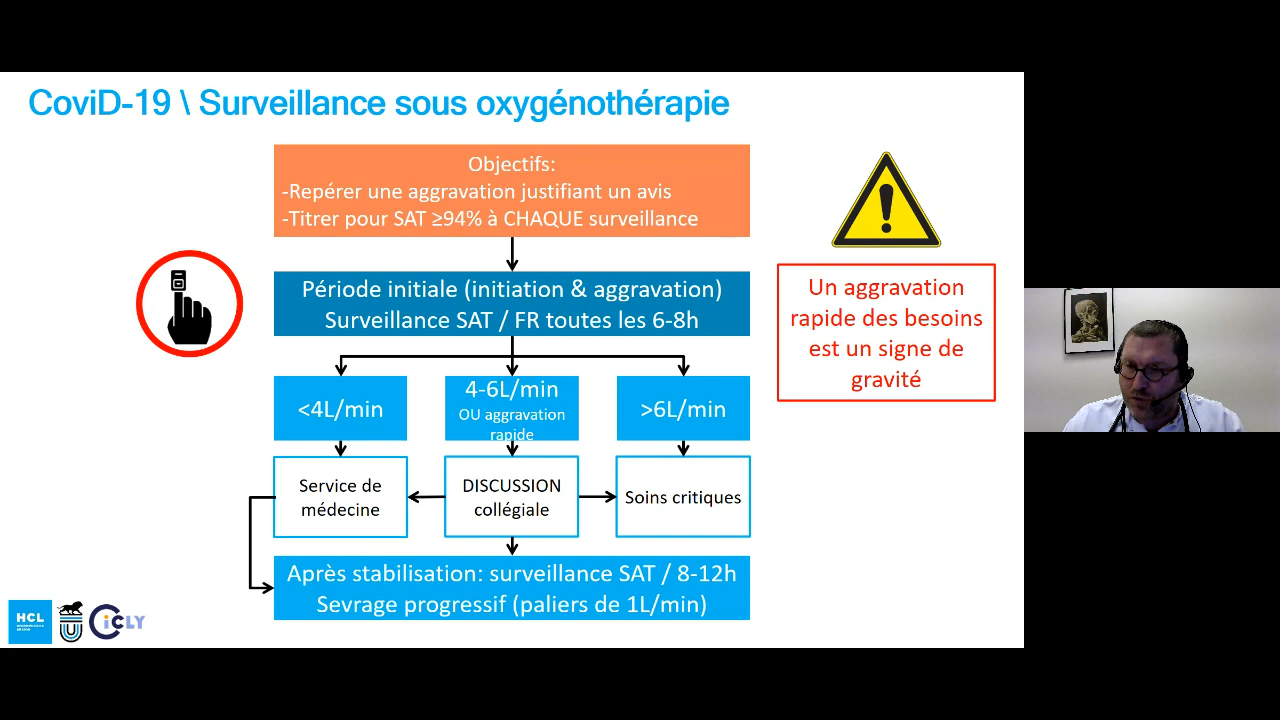 CoviD-19 \ Surveillance sous oxygénothérapie
Objectifs:
-Repérer une aggravation justifiant un avis
-Titrer pour SAT ≥94% à CHAQUE surveillance
Période initiale (initiation & aggravation)
Surveillance SAT / FR toutes les 6-8h
Un aggravation
rapide des besoins
est un signe de
gravité
<4L/min
4-6L/min
OU aggravation
rapide
>6L/min
Service de
médecine
DISCUSSION
collégiale
Soins critiques
Après stabilisation: surveillance SAT / 8-12h
Sevrage progressif (paliers de 1L/min)
HCL
CiCLY